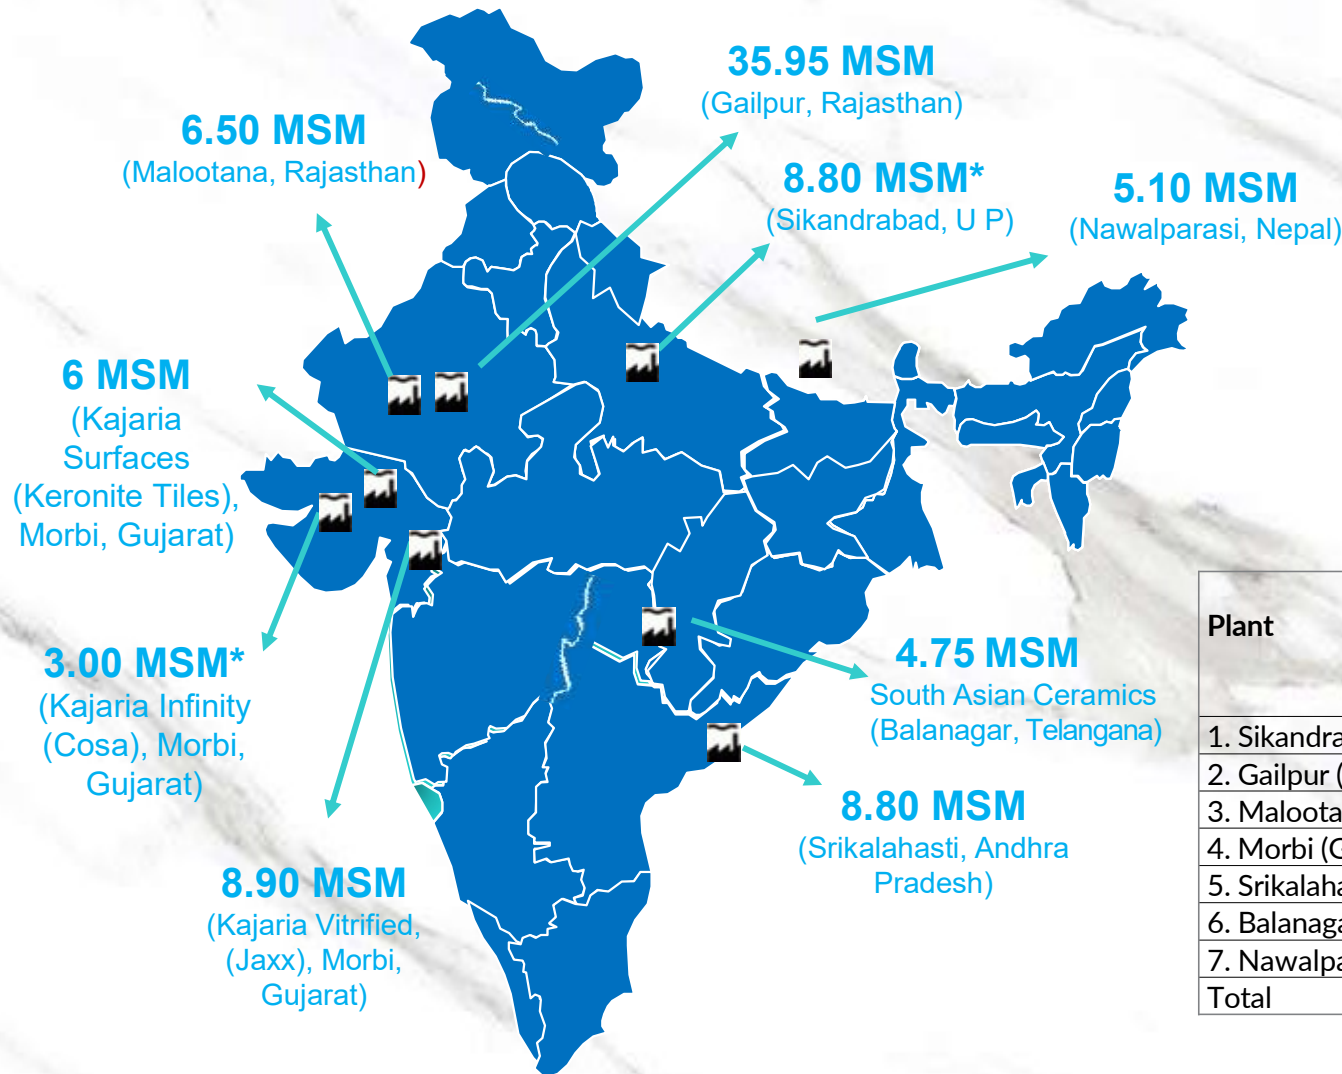 35.95 MSM
(Gailpur, Rajasthan)
6.50 MSM
(Malootana, Rajasthan)
8.80 MSM*
(Sikandrabad, U P)
5.10 MSM
(Nawalparasi, Nepal)
6 MSM
(Kajaria
Surfaces
(Keronite Tiles),
Morbi, Gujarat)
3.00 MSM*
(Kajaria Infinity
(Cosa), Morbi,
Gujarat)
8.90 MSM
(Kajaria Vitrified,
(Jaxx), Morbi,
Gujarat)
4.75 MSM
South Asian Ceramics
(Balanagar, Telangana)
8.80 MSM
(Srikalahasti, Andhra
Pradesh)
Plant
1. Sikandra
2. Gailpur (
3. Maloota
4. Morbi (G
5. Srikalaha
6. Balanaga
7. Nawalpa
Total